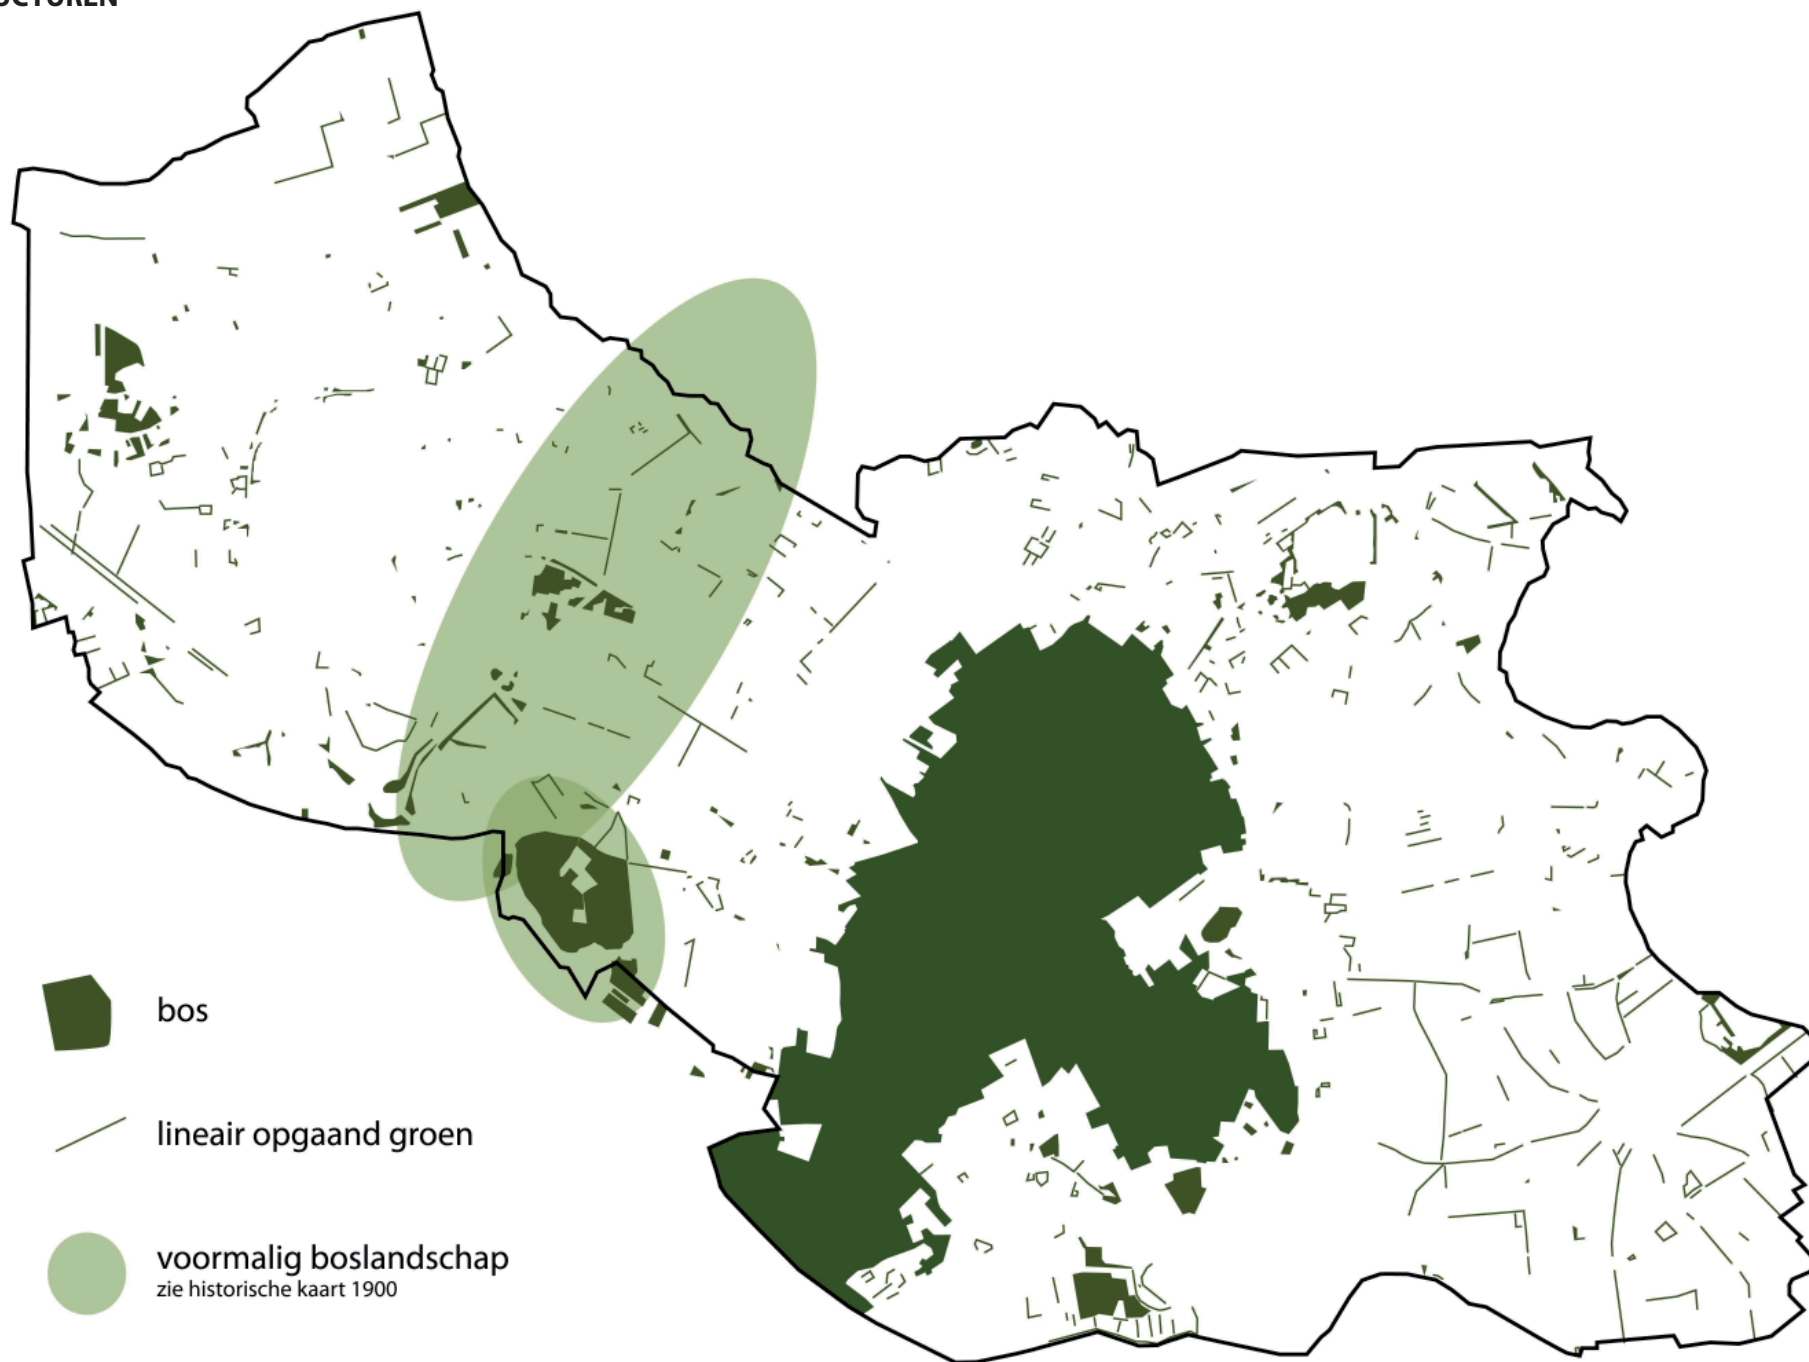 bos
lineair opgaand groen
voormalig boslandschap
zie historische kaart 1900